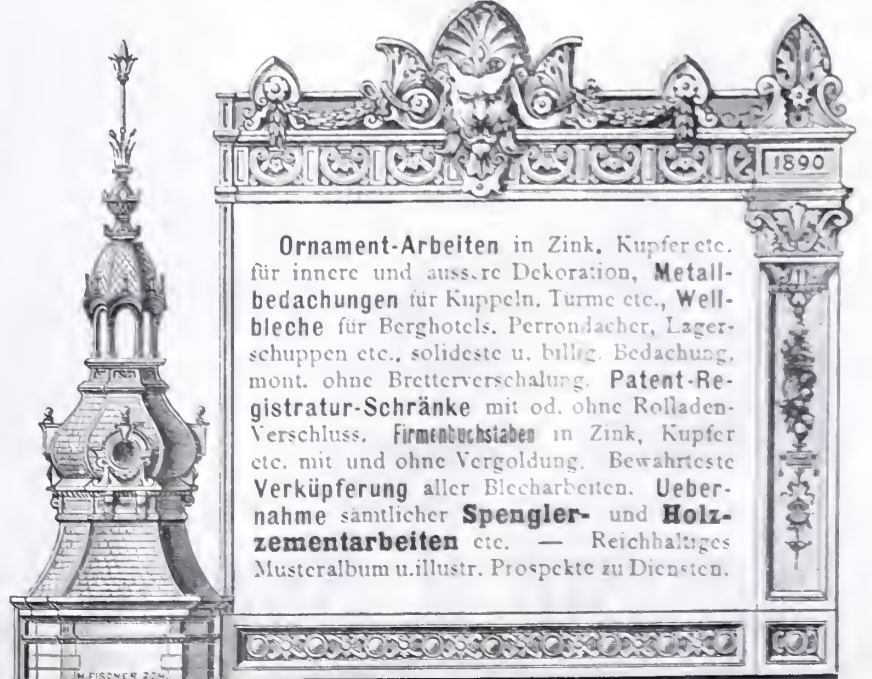 1890
Ornament-Arbeiten in Zink, Kupfer etc.
für innere und äuss.re Dekoration, Metall-
bedachungen für Kuppeln, Türme etc., Well-
bleche für Berghotels, Perrondächer, Lager-
schuppen etc., solideste u. billig. Bedachung,
mont. ohne Bretterverschalung. Patent-Re-
gistratur-Schränke mit od. ohne Rolladen-
Verschluss. Firmenbuchstaben in Zink, Kupfer
etc. mit und ohne Vergoldung. Bewährteste
Verküpferung aller Blecharbeiten. Ueber-
nahme sämtlicher Spengler- und Holz-
zementarbeiten etc. — Reichhaltiges
Musteralbum u. illustr. Prospekte zu Diensten.
FISCHER